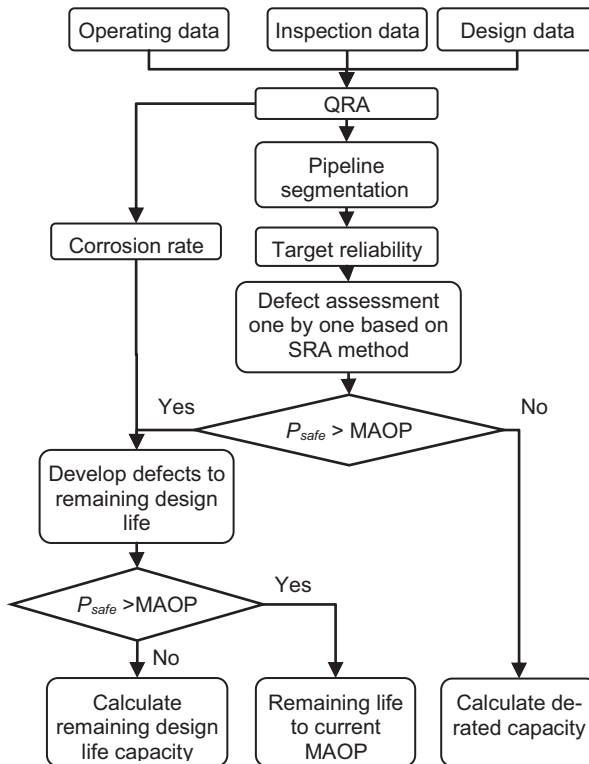 Operating data
Inspection data
Design data
QRA
Pipeline
segmentation
Corrosion rate
Target reliability
Defect assessment
one by one based on
SRA method
Yes
No
P_safe > MAOP
Develop defects to
remaining design
life
Yes
P_safe >MAOP
No
Calculate
remaining design
life capacity
Remaining life
to current
MAOP
Calculate de-
rated capacity